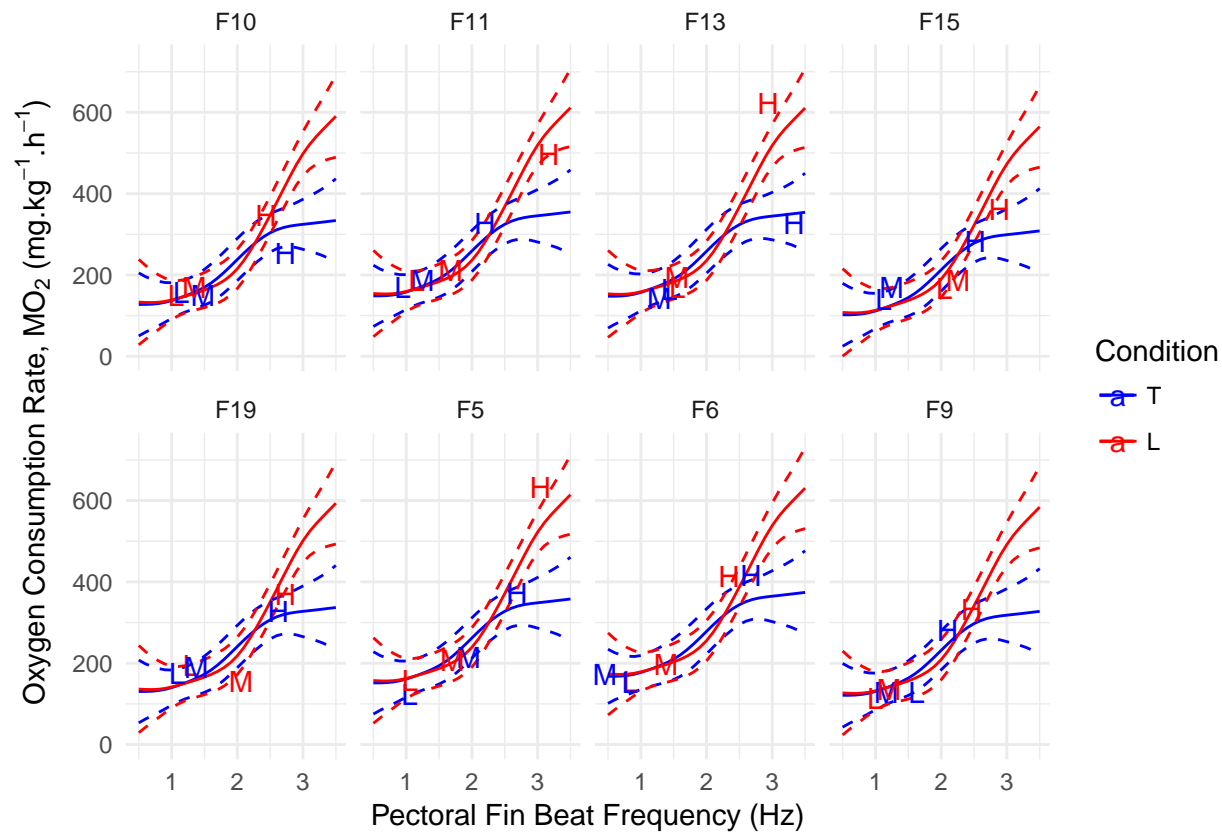 F10 F11 F13 F15
Oxygen Consumption Rate, MO₂ (mg.kg⁻¹.h⁻¹)
600
400
200
0
L M H L M H
L M H L M H
L M H L M H
L M H L M H
F19 F5 F6 F9
600
400
200
0
L M H L M H
L M H L M H
L M H M H
L M H L M H
1 2 3 1 2 3 1 2 3 1 2 3
Pectoral Fin Beat Frequency (Hz)
Condition
a T
a L